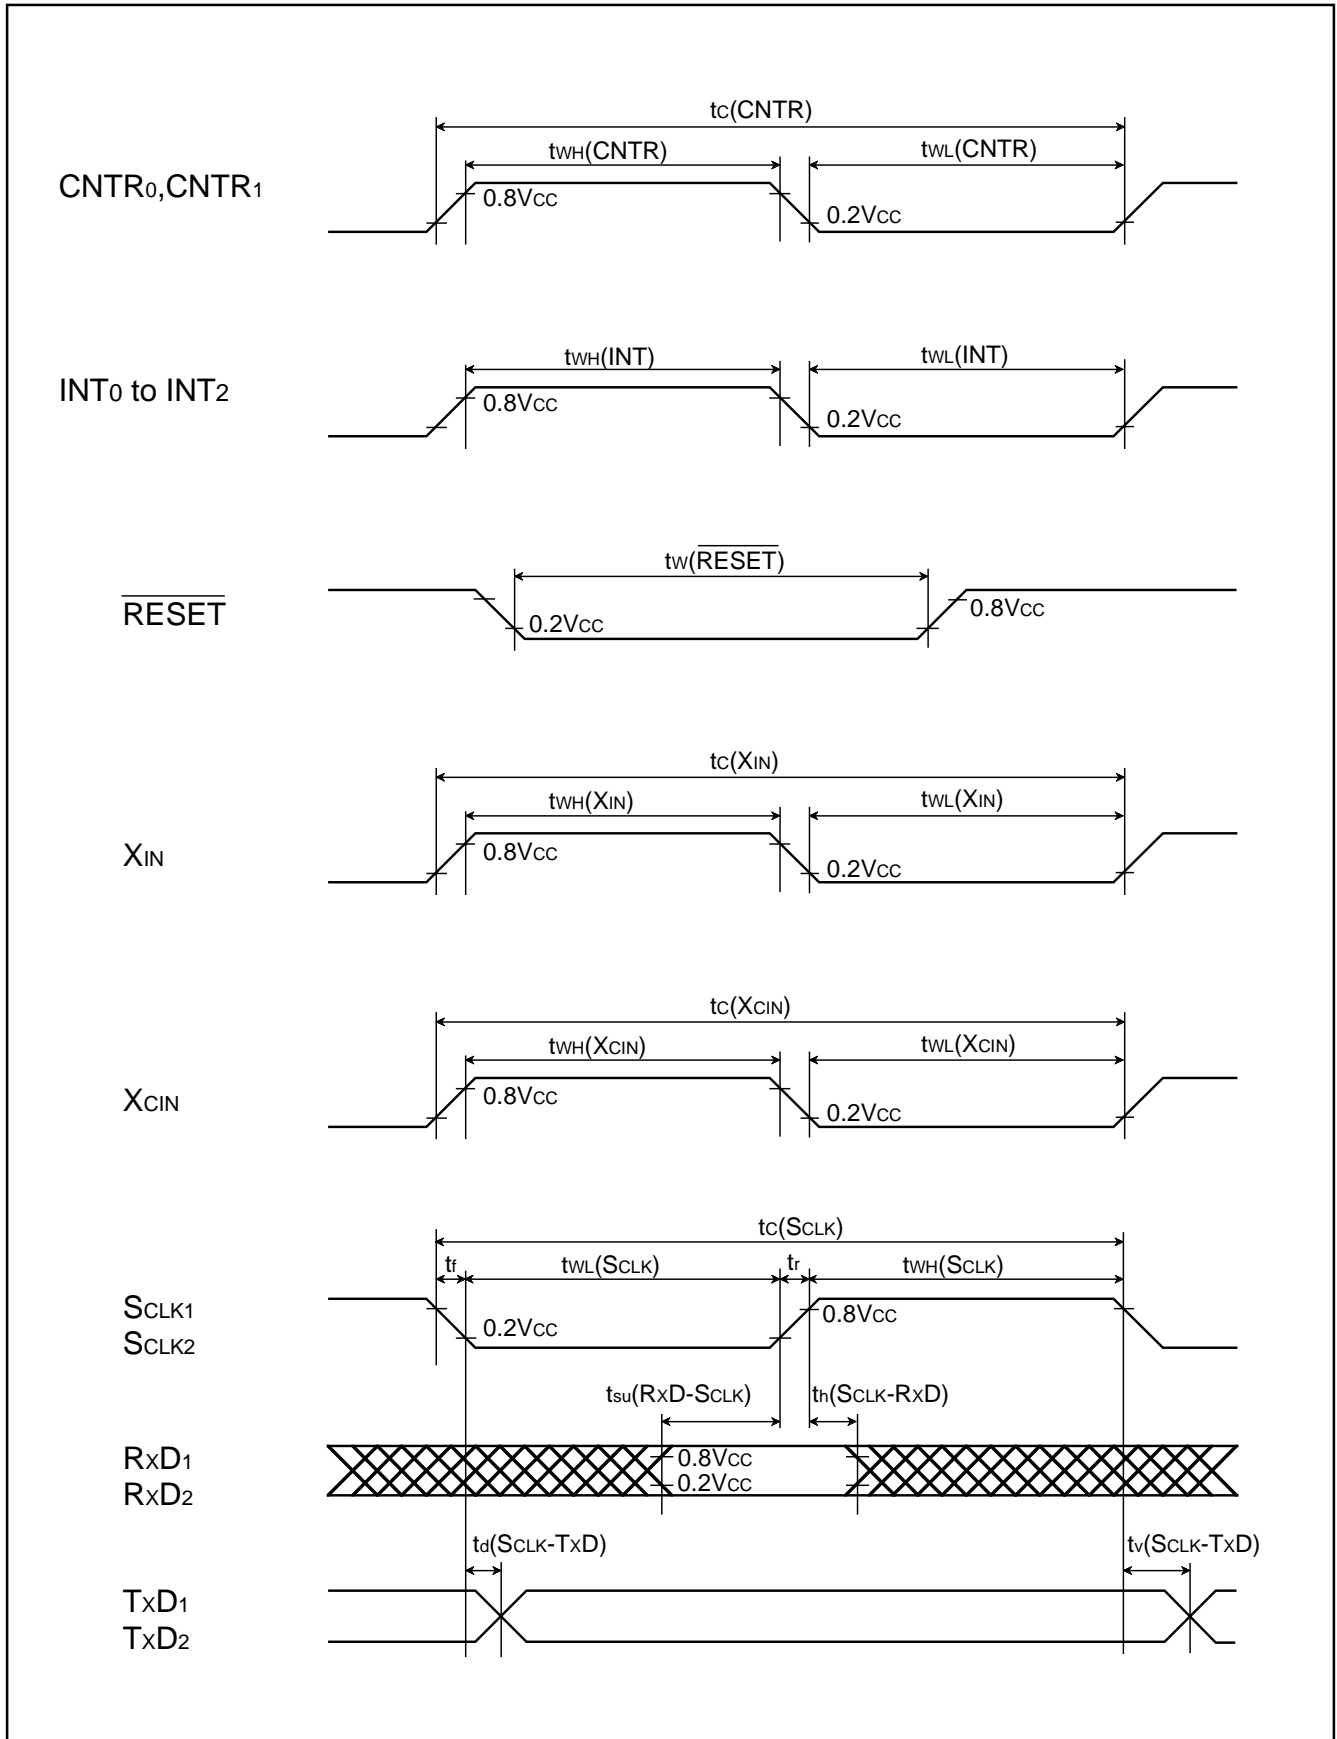 tC(CNTR)
tWH(CNTR) tWL(CNTR)
CNTR0,CNTR1
0.8VCC 0.2VCC
tWH(INT) tWL(INT)
INT0 to INT2
0.8VCC 0.2VCC
tW(RESET)
RESET
0.2VCC 0.8VCC
tC(XIN)
tWH(XIN) tWL(XIN)
XIN
0.8VCC 0.2VCC
tC(XCIN)
tWH(XCIN) tWL(XCIN)
XCIN
0.8VCC 0.2VCC
tC(SCLK)
tf tWL(SCLK) tr tWH(SCLK)
SCLK1
SCLK2
0.2VCC 0.8VCC
tsu(RXD-SCLK) th(SCLK-RXD)
RXD1
RXD2
0.8VCC
0.2VCC
td(SCLK-TXD) tv(SCLK-TXD)
TXD1
TXD2